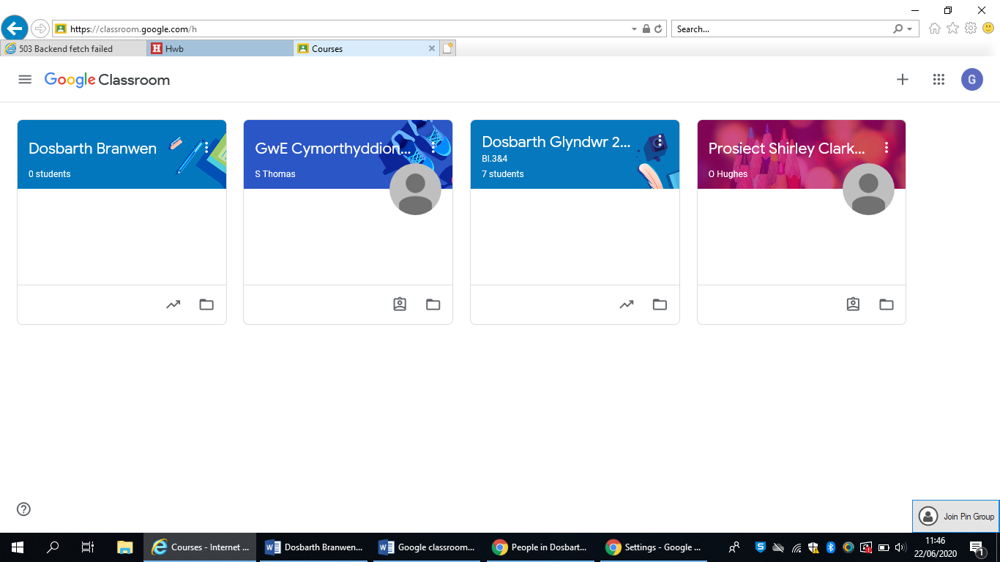 https://classroom.google.com/h
Search...
503 Backend fetch failed
Hwb
Courses
Google Classroom
G
Dosbarth Branwen
0 students
GwE Cymorthyddion...
S Thomas
Dosbarth Glyndwr 2...
Bl.3&4
7 students
Prosiect Shirley Clark...
O Hughes
Join Pin Group
Courses - Internet ...
Dosbarth Branwen...
Google classroom...
People in Dosbart...
Settings - Google ...
11:46
22/06/2020
1